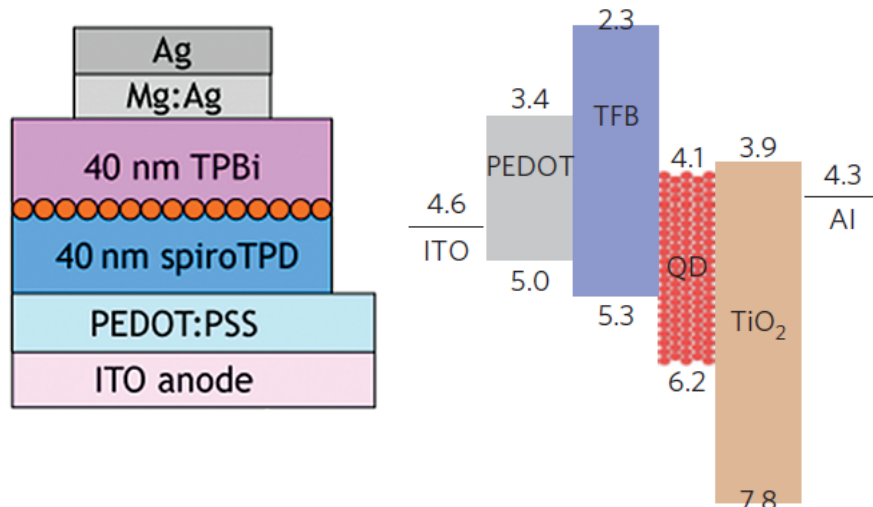 Ag
Mg:Ag
40 nm TPBi
40 nm spiroTPD
PEDOT:PSS
ITO anode
2.3
3.4
TFB
PEDOT
4.1
3.9
4.3
4.6
Al
ITO
QD
5.0
5.3
TiO₂
6.2
7.8